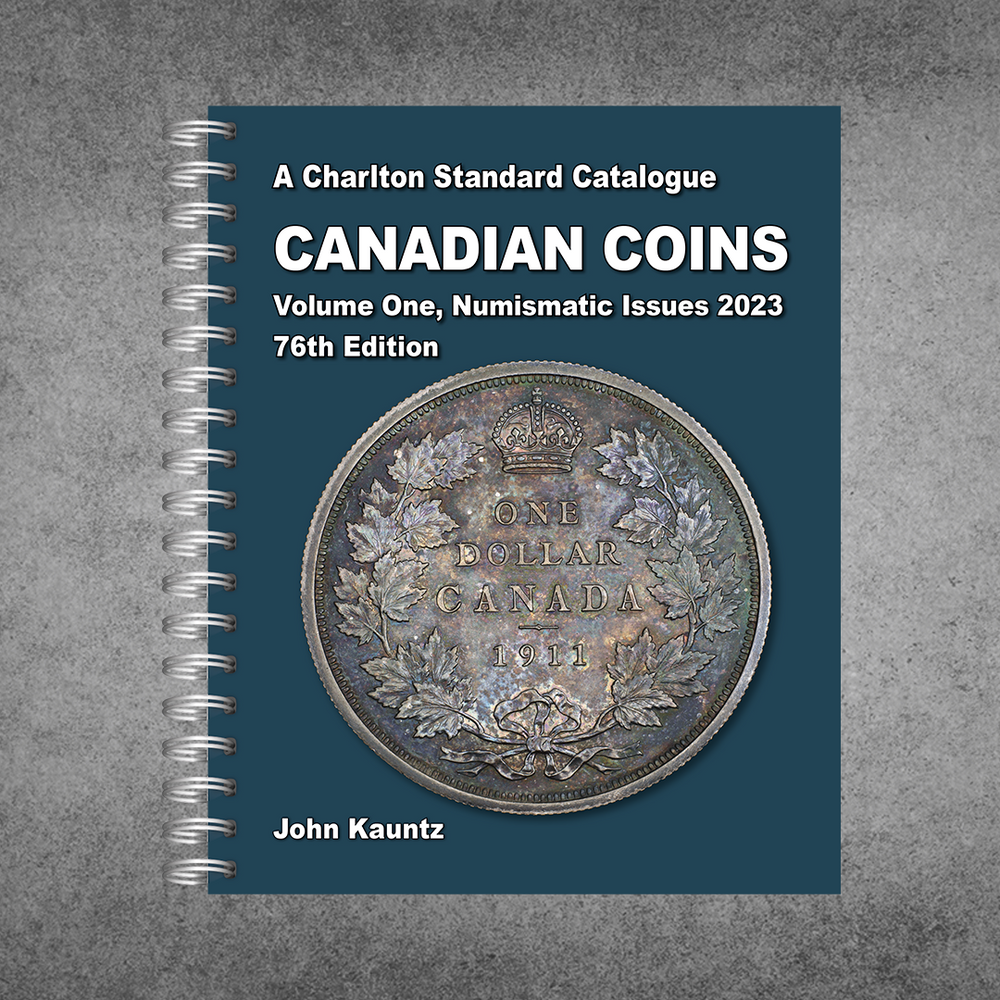 A Charlton Standard Catalogue
CANADIAN COINS
Volume One, Numismatic Issues 2023
76th Edition
ONE
DOLLAR
CANADA
1911
John Kauntz